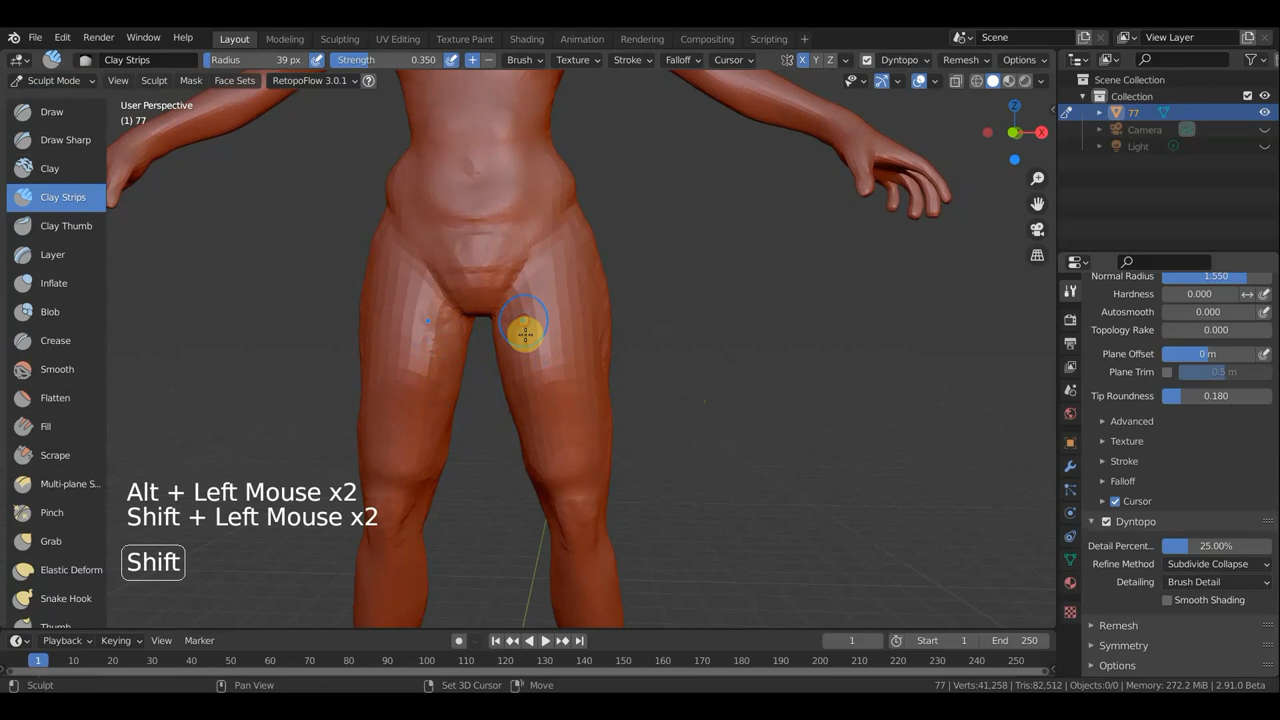 File Edit Render Window Help Layout Modeling Sculpting UV Editing Texture Paint Shading Animation Rendering Compositing Scripting + Scene View Layer
Clay Strips Radius 39 px Strength 0.350 + − Brush Texture Stroke Falloff Cursor X Y Z Dyntopo Remesh Options
Sculpt Mode View Sculpt Mask Face Sets RetopoFlow 3.0.1
Scene Collection
Collection
77
Camera
Light
User Perspective
(1) 77
Z
X
Draw
Draw Sharp
Clay
Clay Strips
Clay Thumb
Layer
Inflate
Blob
Crease
Smooth
Flatten
Fill
Scrape
Multi-plane S...
Pinch
Grab
Elastic Deform
Snake Hook
Thumb
Alt + Left Mouse x2
Shift + Left Mouse x2
Shift
Normal Radius 1.550
Hardness 0.000
Autosmooth 0.000
Topology Rake 0.000
Plane Offset 0 m
Plane Trim 0.5 m
Tip Roundness 0.180
Advanced
Texture
Stroke
Falloff
Cursor
Dyntopo
Detail Percent... 25.00%
Refine Method Subdivide Collapse
Detailing Brush Detail
Smooth Shading
Remesh
Symmetry
Options
Playback Keying View Marker 1 Start 1 End 250
1 10 20 30 40 50 60 70 80 90 100 110 120 130 140 150 160 170 180 190 200 210 220 230 240 250
Sculpt Pan View Set 3D Cursor Move 77 | Verts:41,258 | Tris:82,512 | Objects:0/0 | Memory: 272.2 MiB | 2.91.0 Beta